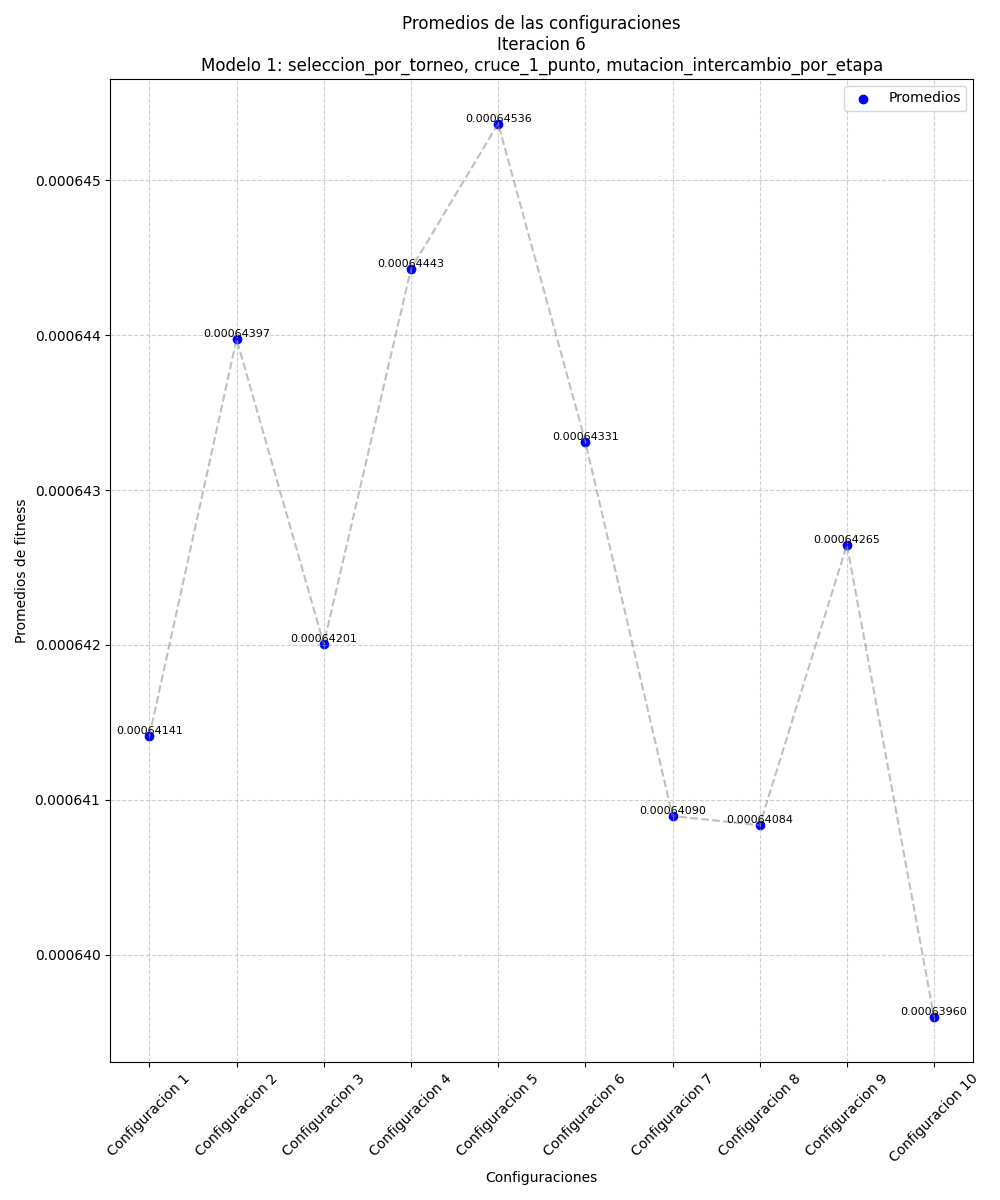 Promedios de las configuraciones
Iteracion 6
Modelo 1: seleccion_por_torneo, cruce_1_punto, mutacion_intercambio_por_etapa
Promedios
0.00064536
0.000645
0.00064443
0.00064397
0.000644
0.00064331
0.000643
0.00064265
0.00064201
0.000642
0.00064141
0.00064090
0.00064084
0.000641
0.000640
0.00063960
Promedios de fitness
Configuracion 1
Configuracion 2
Configuracion 3
Configuracion 4
Configuracion 5
Configuracion 6
Configuracion 7
Configuracion 8
Configuracion 9
Configuracion 10
Configuraciones